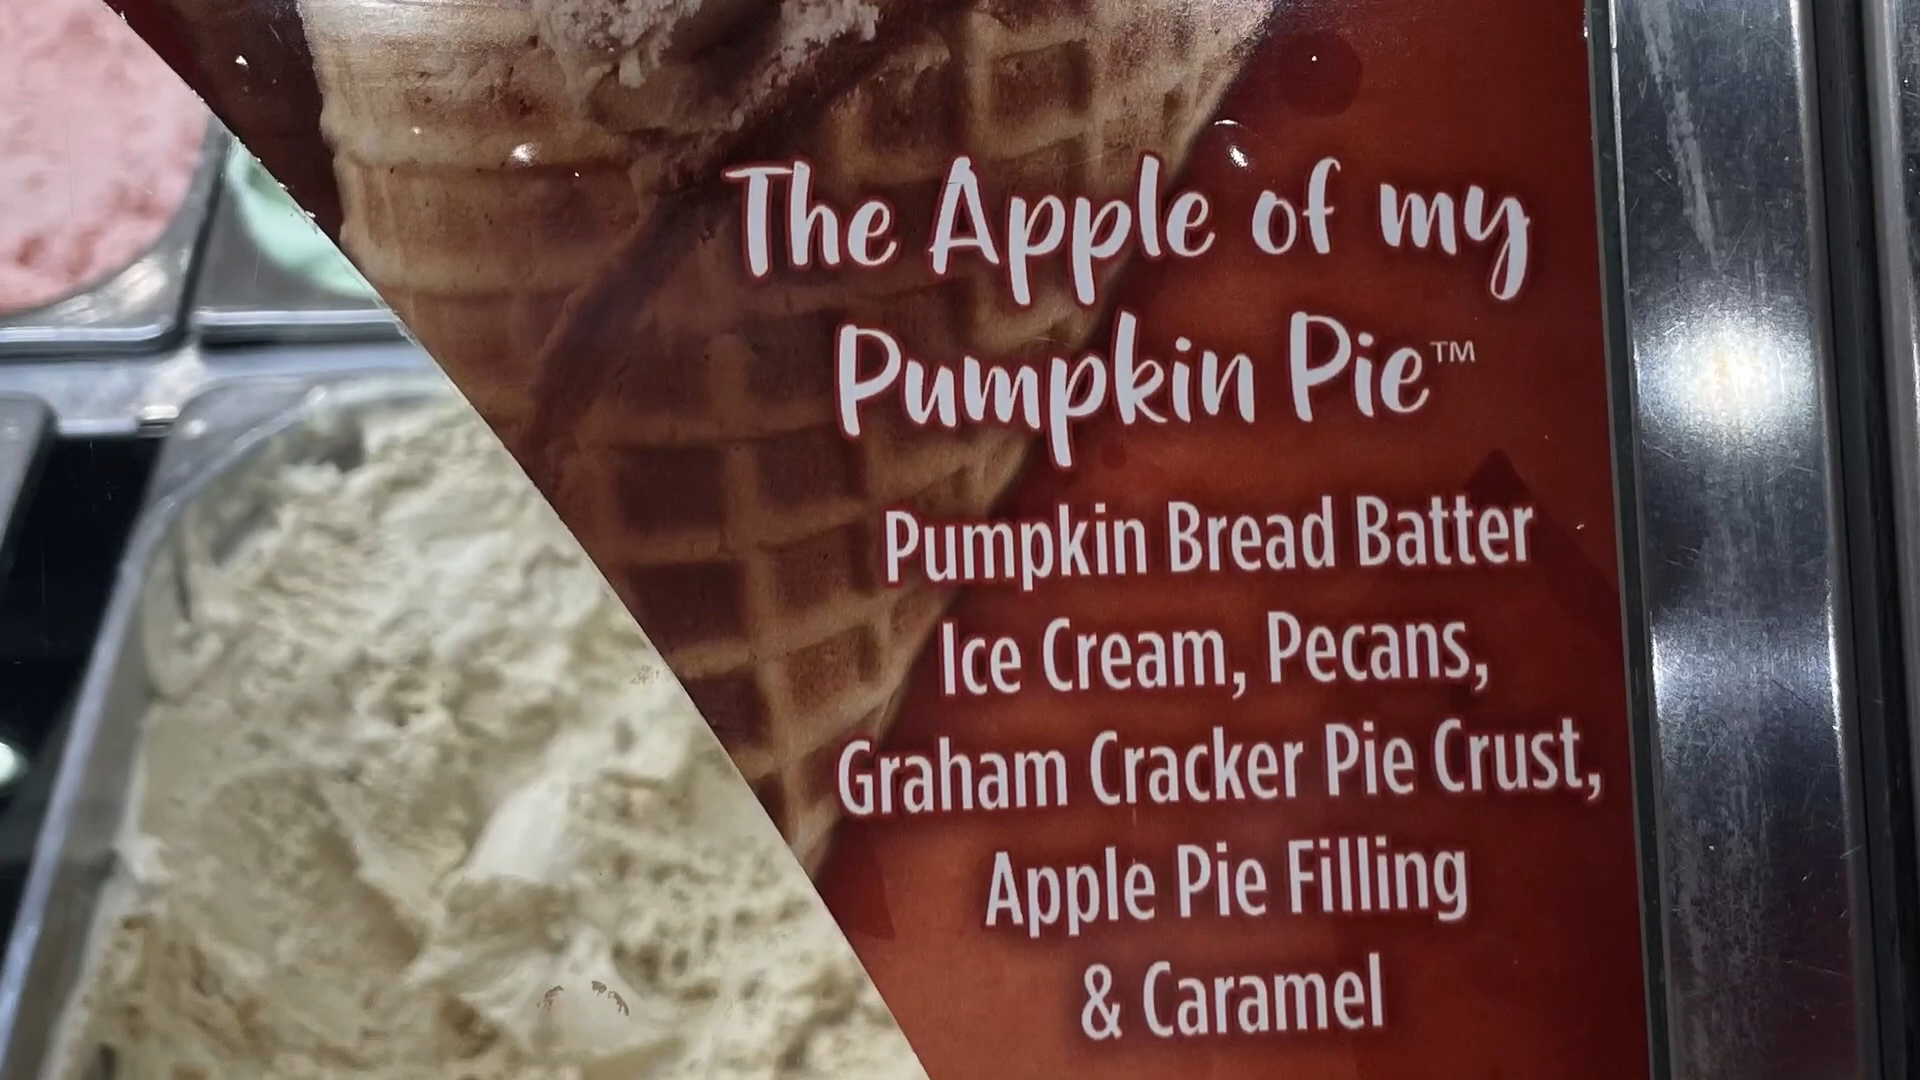 The Apple of my
Pumpkin Pie™
Pumpkin Bread Batter
Ice Cream, Pecans,
Graham Cracker Pie Crust,
Apple Pie Filling
& Caramel